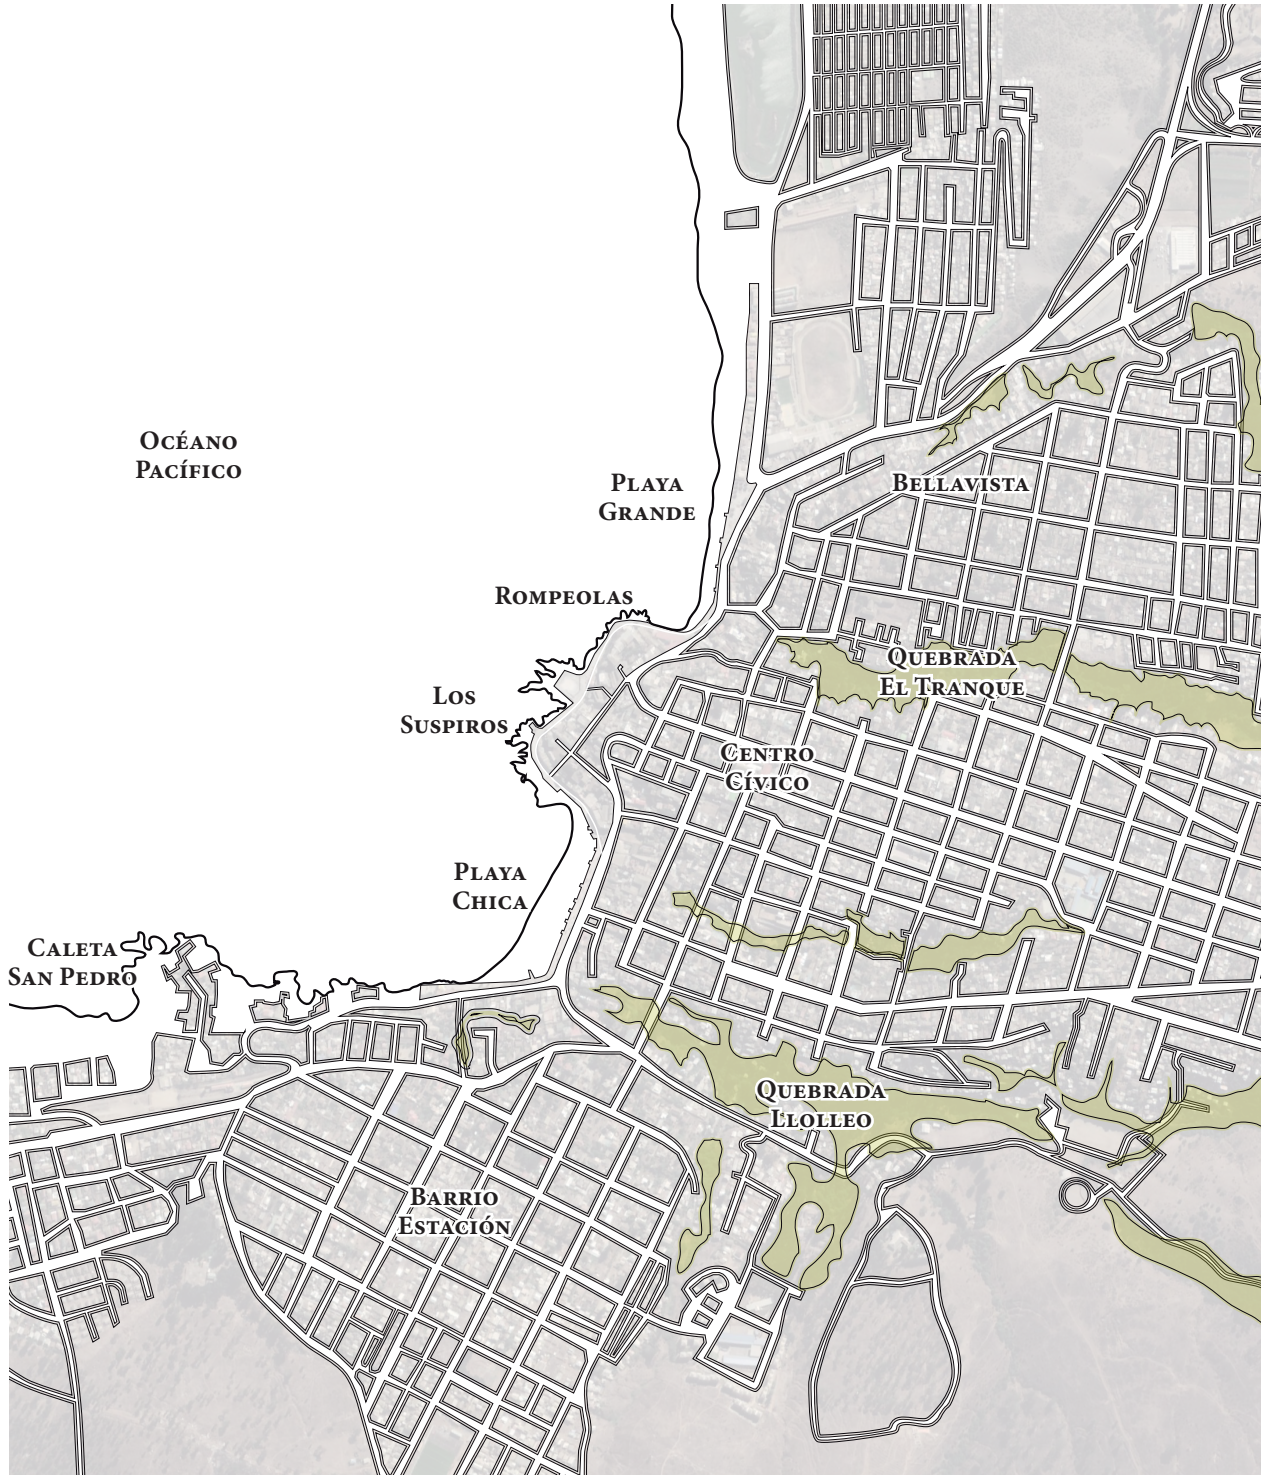 Océano
Pacífico
Playa
Grande
Bellavista
Rompeolas
Quebrada
El Tranque
Los
Suspiros
Centro
Cívico
Playa
Chica
Caleta
San Pedro
Quebrada
Llolleo
Barrio
Estación